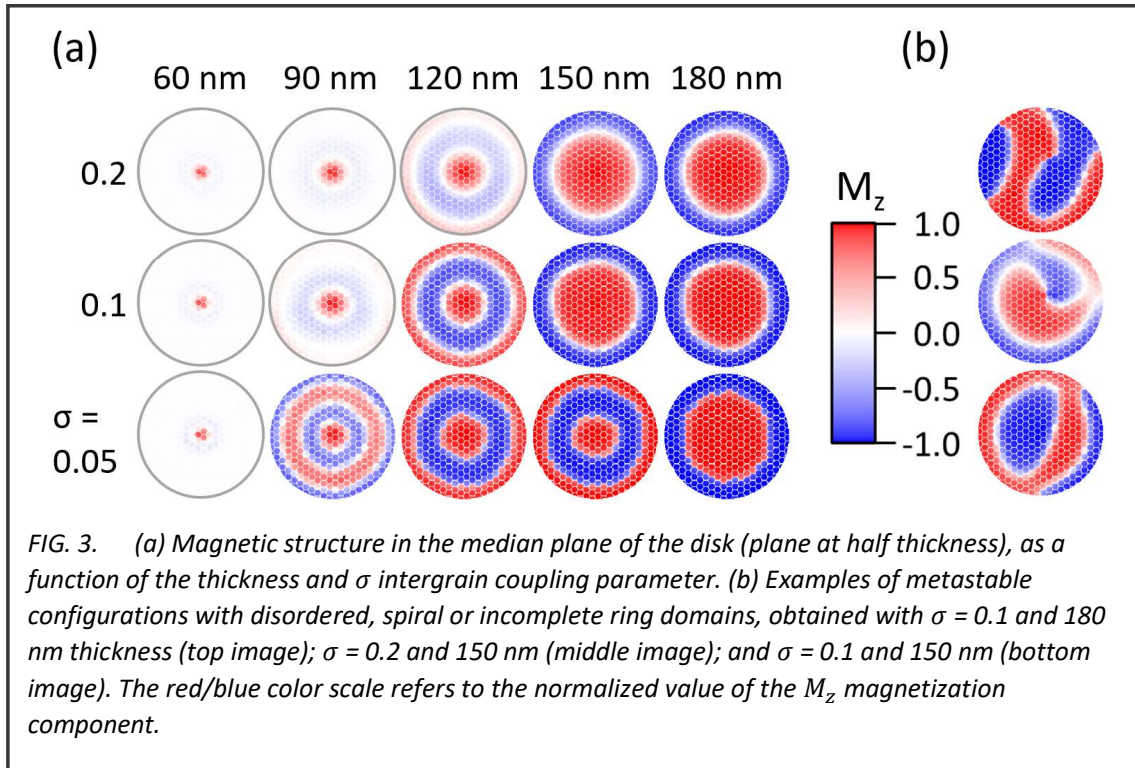 (a)
(b)
60 nm 90 nm 120 nm 150 nm 180 nm
0.2
0.1
σ =
0.05
M_z
1.0
0.5
0.0
-0.5
-1.0
FIG. 3. (a) Magnetic structure in the median plane of the disk (plane at half thickness), as a
function of the thickness and σ intergrain coupling parameter. (b) Examples of metastable
configurations with disordered, spiral or incomplete ring domains, obtained with σ = 0.1 and 180
nm thickness (top image); σ = 0.2 and 150 nm (middle image); and σ = 0.1 and 150 nm (bottom
image). The red/blue color scale refers to the normalized value of the M_z magnetization
component.